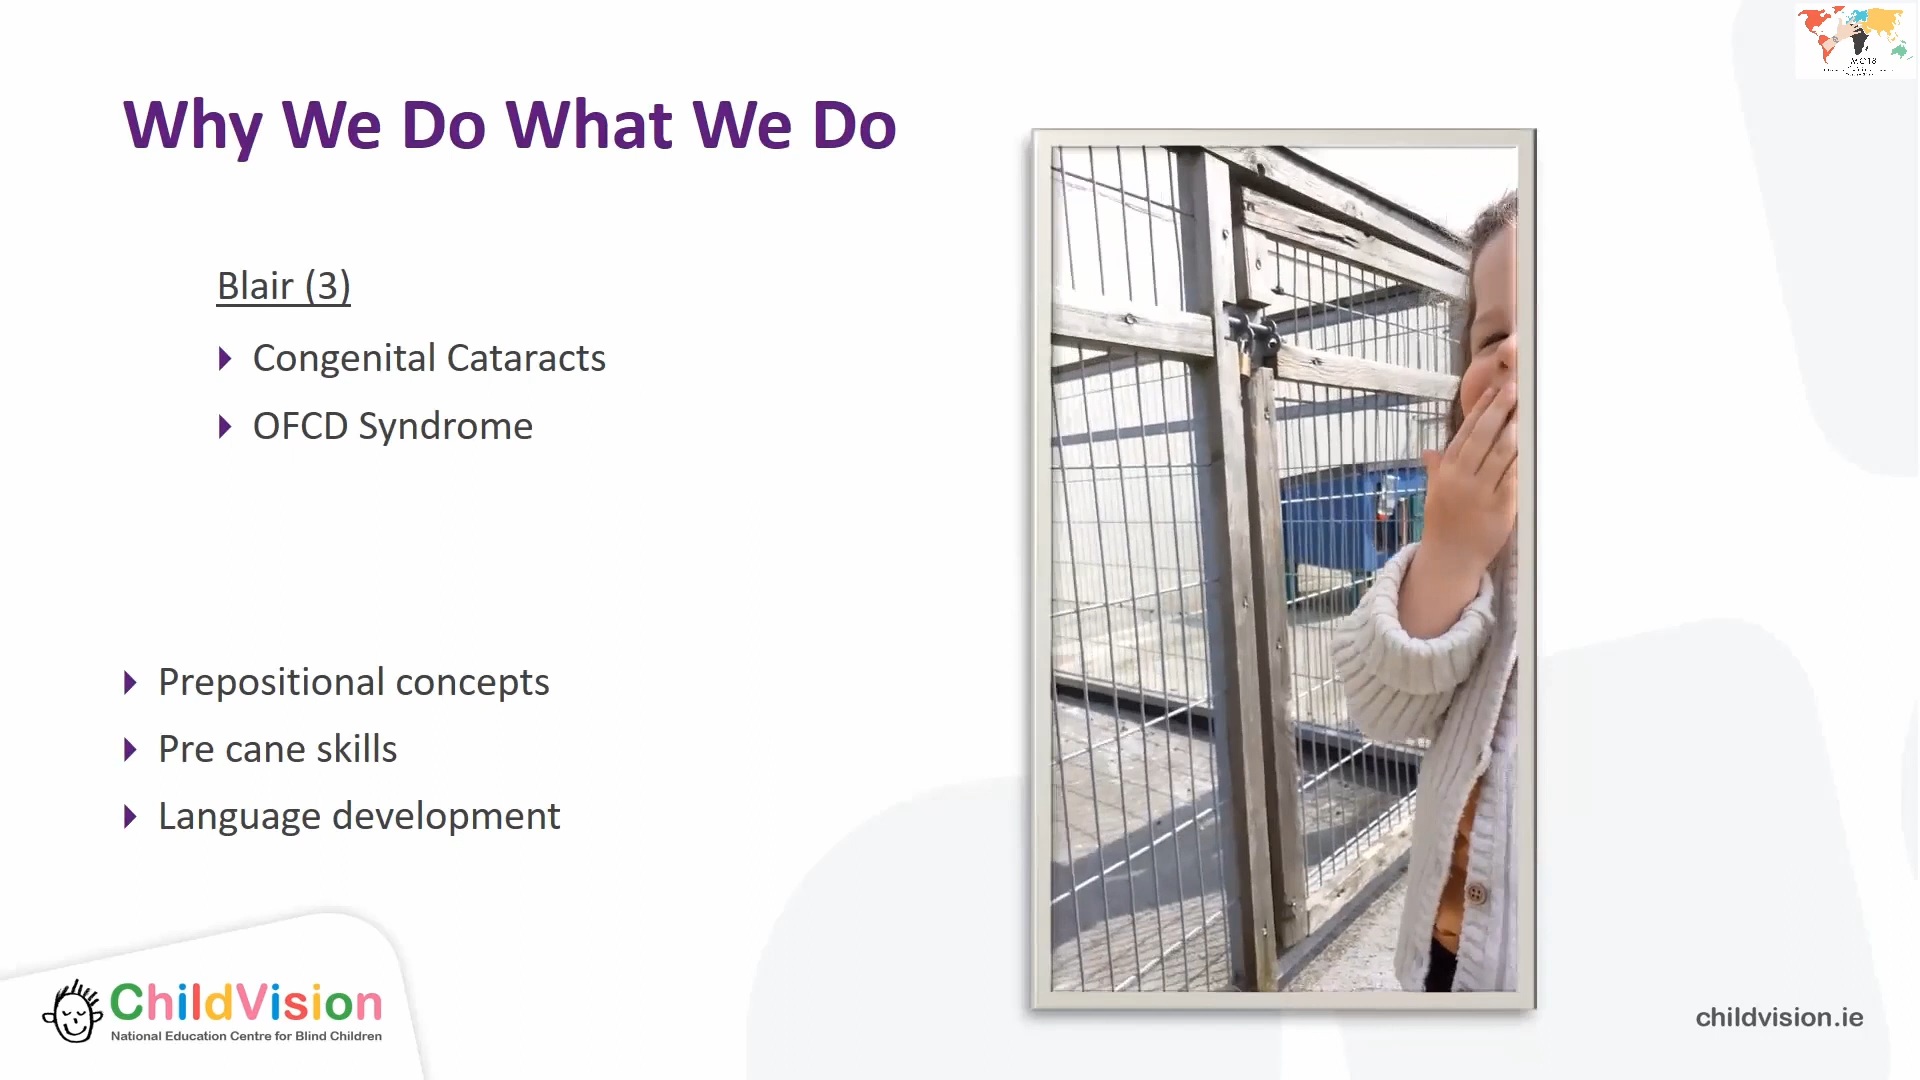 Why We Do What We Do
Blair (3)
Congenital Cataracts
OFCD Syndrome
Prepositional concepts
Pre cane skills
Language development
ChildVision
National Education Centre for Blind Children
childvision.ie